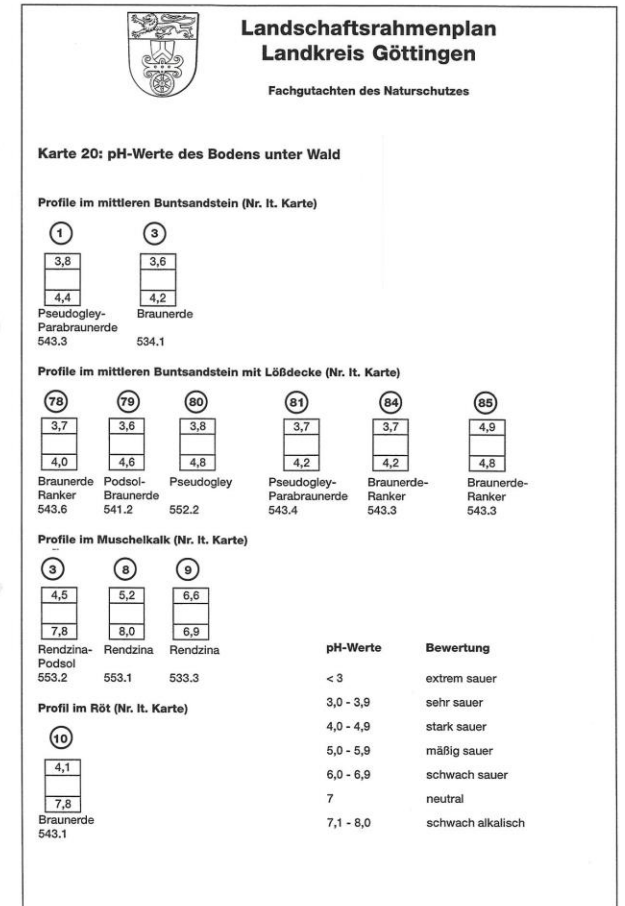 Landschaftsrahmenplan
Landkreis Göttingen
Fachgutachten des Naturschutzes
Karte 20: pH-Werte des Bodens unter Wald
Profile im mittleren Buntsandstein (Nr. lt. Karte)
1 3
3,8 3,6
4,4 4,2
Pseudogley- Braunerde
Parabraunerde
543.3 534.1
Profile im mittleren Buntsandstein mit Lößdecke (Nr. lt. Karte)
78 79 80 81 84 85
3,7 3,6 3,8 3,7 3,7 4,9
4,0 4,6 4,8 4,2 4,2 4,8
Braunerde Podsol- Pseudogley Pseudogley- Braunerde- Braunerde-
Ranker Braunerde Parabraunerde Ranker Ranker
543.6 541.2 552.2 543.4 543.3 543.3
Profile im Muschelkalk (Nr. lt. Karte)
3 8 9
4,5 5,2 6,6
7,8 8,0 6,9
Rendzina- Rendzina Rendzina
Podsol
553.2 553.1 533.3
Profil im Röt (Nr. lt. Karte)
10
4,1
7,8
Braunerde
543.1
pH-Werte Bewertung
< 3 extrem sauer
3,0 - 3,9 sehr sauer
4,0 - 4,9 stark sauer
5,0 - 5,9 mäßig sauer
6,0 - 6,9 schwach sauer
7 neutral
7,1 - 8,0 schwach alkalisch